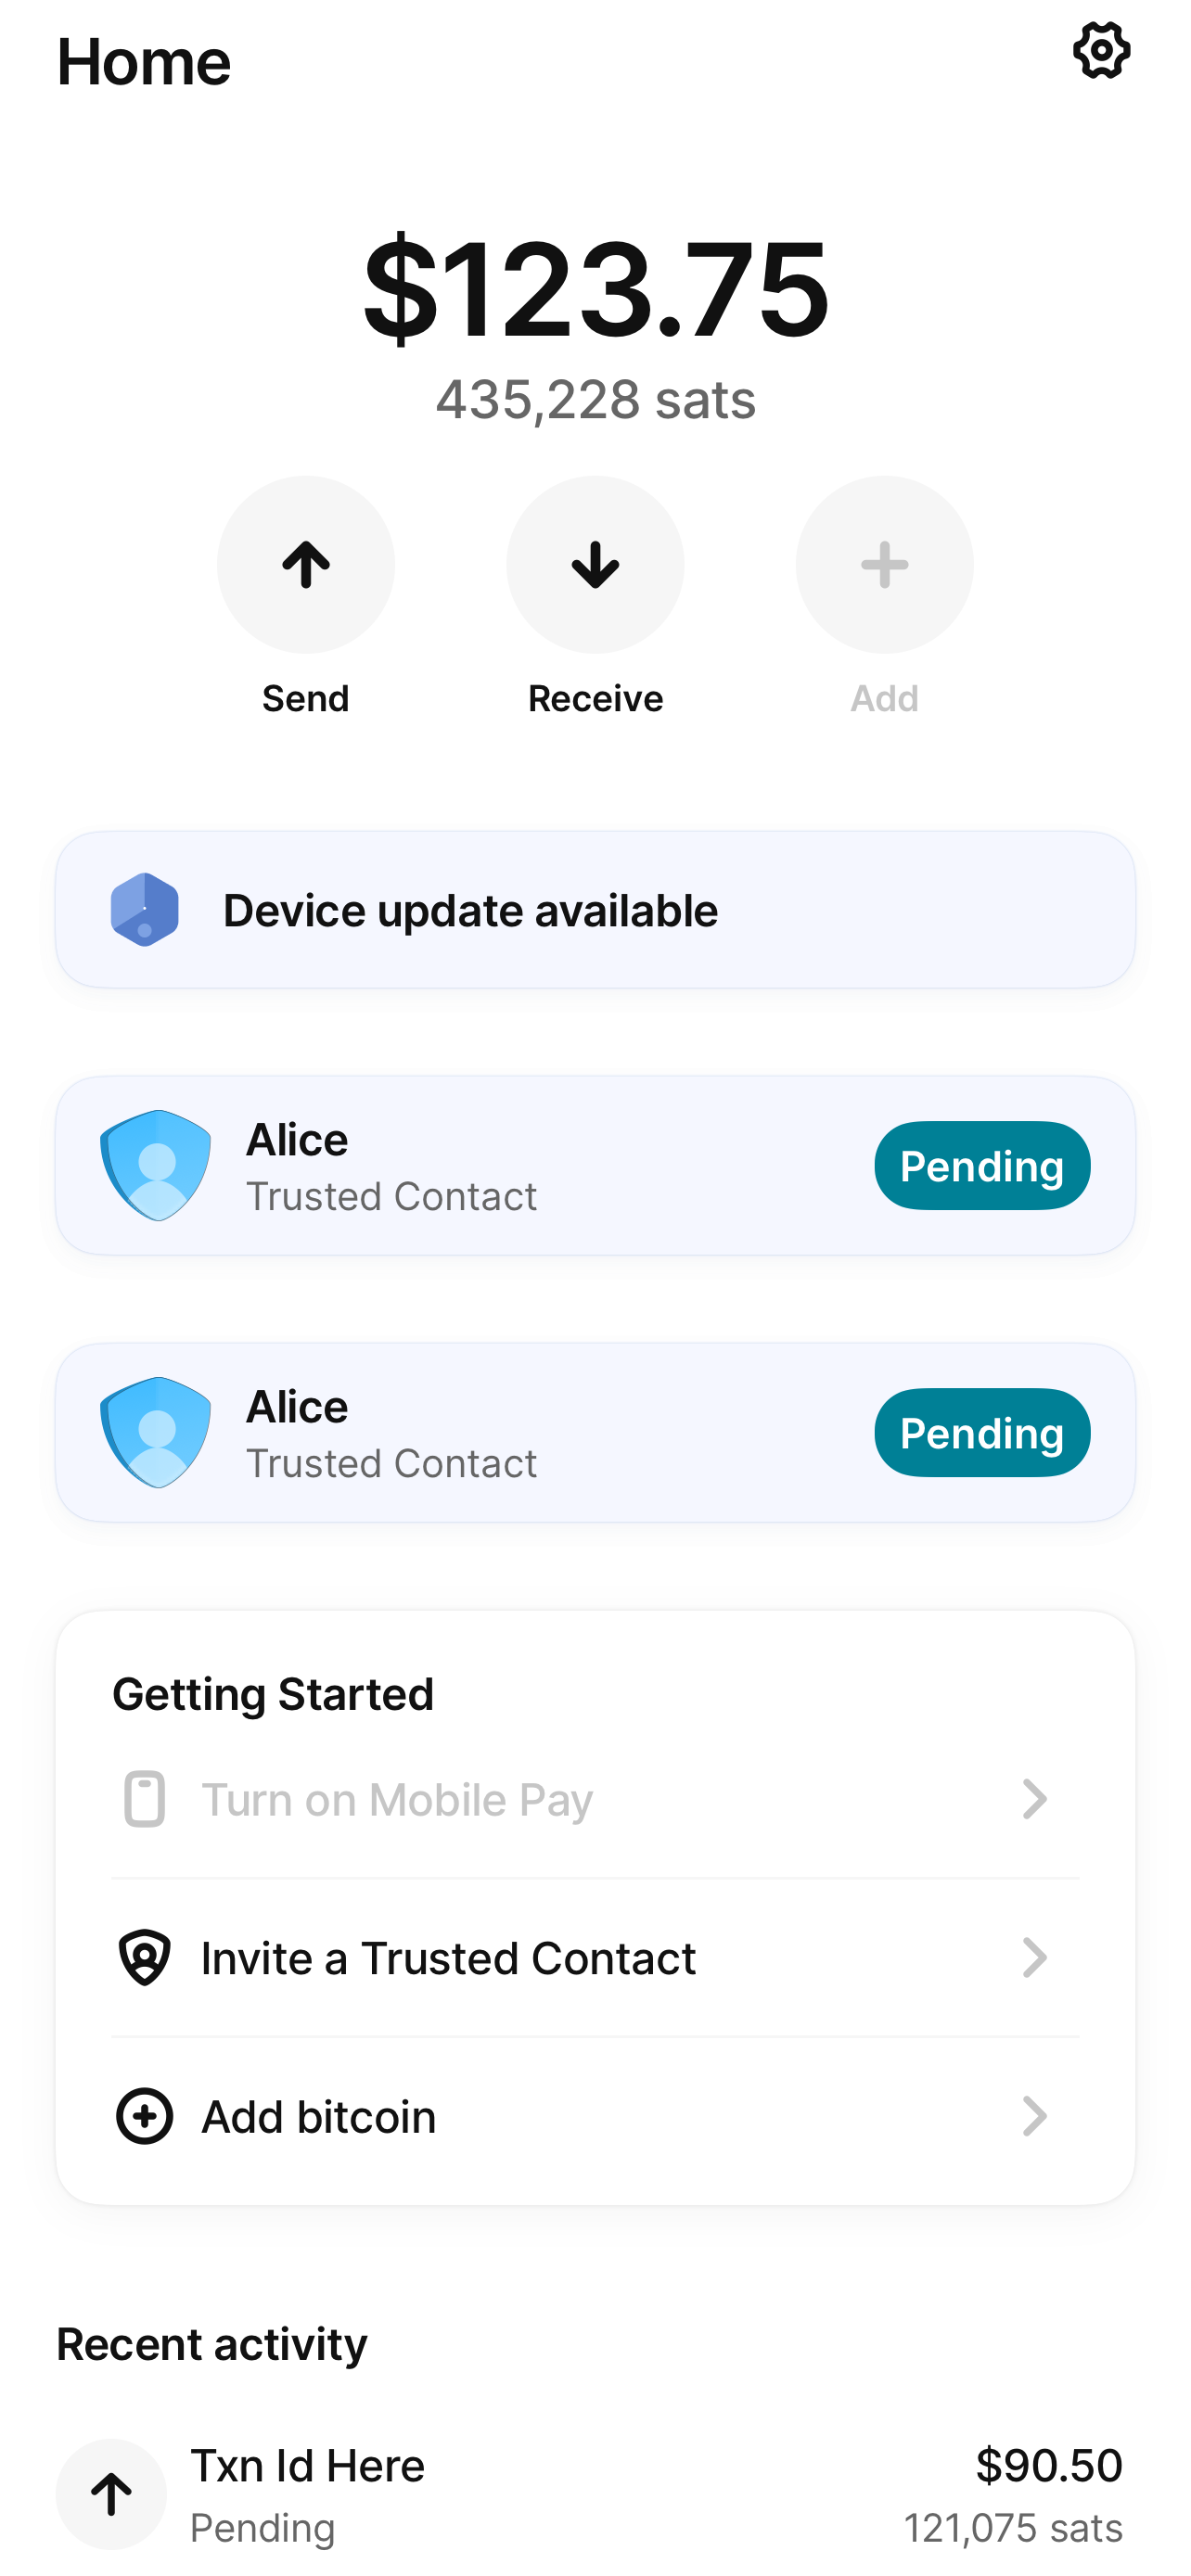 Home
$123.75
435,228 sats
Send
Receive
Add
Device update available
Alice
Trusted Contact
Pending
Alice
Trusted Contact
Pending
Getting Started
Turn on Mobile Pay
Invite a Trusted Contact
Add bitcoin
Recent activity
Txn Id Here
$90.50
Pending
121,075 sats